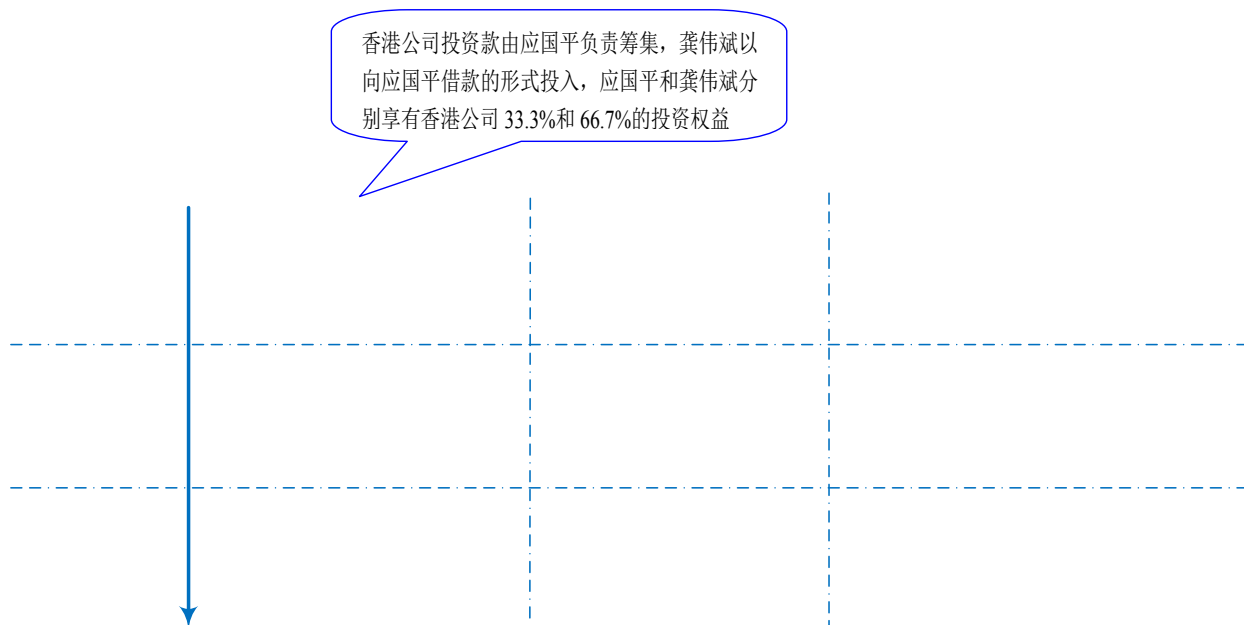 香港公司投资款由应国平负责筹集，龚伟斌以
向应国平借款的形式投入，应国平和龚伟斌分
别享有香港公司 33.3%和 66.7%的投资权益